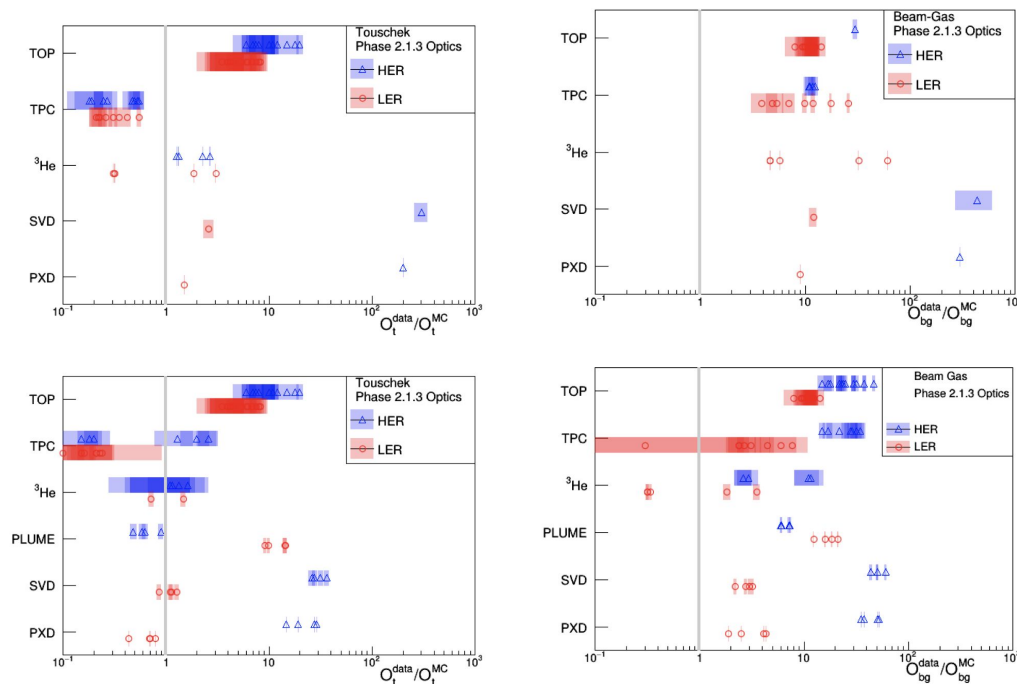 Touschek
Phase 2.1.3 Optics
HER
LER
TOP
TPC
³He
SVD
PXD
10⁻¹ 1 10 10² 10³
O_t^data/O_t^MC
Beam-Gas
Phase 2.1.3 Optics
HER
LER
TOP
TPC
³He
SVD
PXD
10⁻¹ 1 10 10² 10³
O_bg^data/O_bg^MC
Touschek
Phase 2.1.3 Optics
HER
LER
TOP
TPC
³He
PLUME
SVD
PXD
10⁻¹ 1 10 10² 10³
O_t^data/O_t^MC
Beam Gas
Phase 2.1.3 Optics
HER
LER
TOP
TPC
³He
PLUME
SVD
PXD
10⁻¹ 1 10 10² 10³
O_bg^data/O_bg^MC